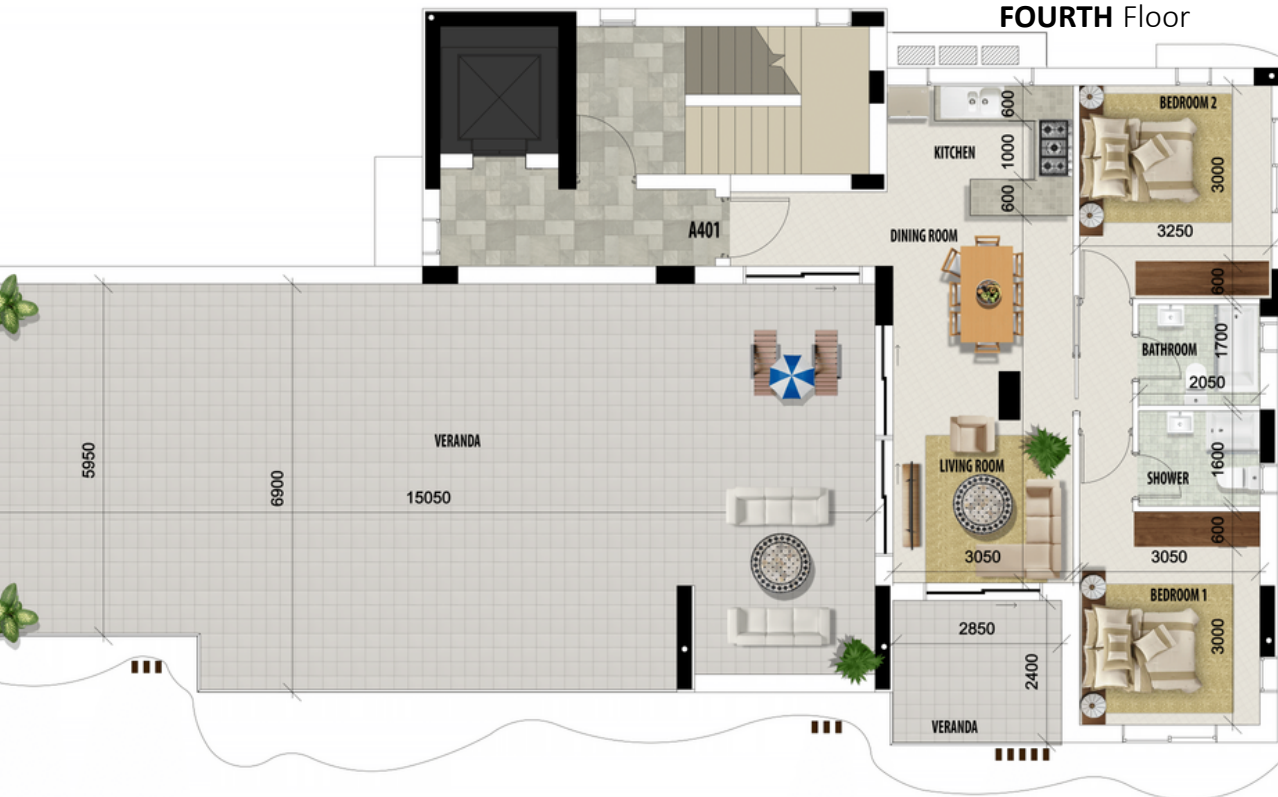 FOURTH Floor
BEDROOM 2
600
KITCHEN
1000
3000
600
A401
DINING ROOM
3250
600
BATHROOM
1700
2050
VERANDA
5950
6900
15050
LIVING ROOM
SHOWER
1600
600
3050
3050
BEDROOM 1
2850
3000
2400
VERANDA